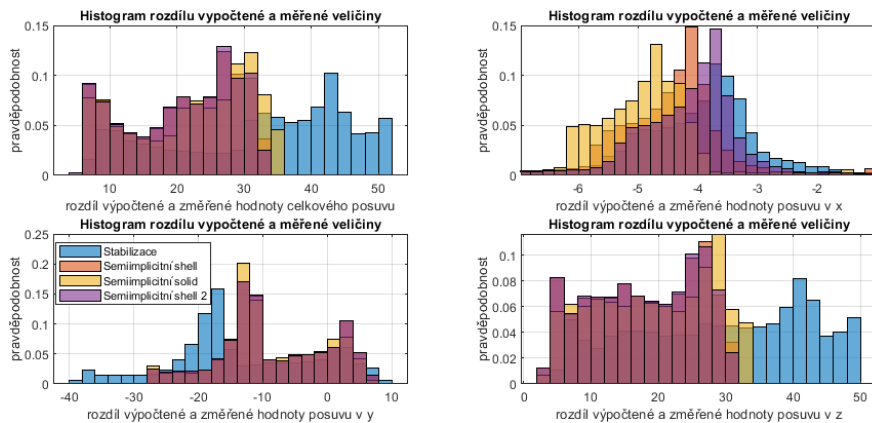 Histogram rozdílu vypočtené a měřené veličiny
pravděpodobnost
0.15
0.1
0.05
0
10 20 30 40 50
rozdíl výpočtené a změřené hodnoty celkového posuvu
Histogram rozdílu vypočtené a měřené veličiny
pravděpodobnost
0.15
0.1
0.05
0
-6 -5 -4 -3 -2
rozdíl výpočtené a změřené hodnoty posuvu v x
Histogram rozdílu vypočtené a měřené veličiny
pravděpodobnost
0.25
0.2
0.15
0.1
0.05
0
Stabilizace
Semiimplicitní shell
Semiimplicitní solid
Semiimplicitní shell 2
-40 -30 -20 -10 0 10
rozdíl výpočtené a změřené hodnoty posuvu v y
Histogram rozdílu vypočtené a měřené veličiny
pravděpodobnost
0.1
0.08
0.06
0.04
0.02
0
0 10 20 30 40 50
rozdíl výpočtené a změřené hodnoty posuvu v z